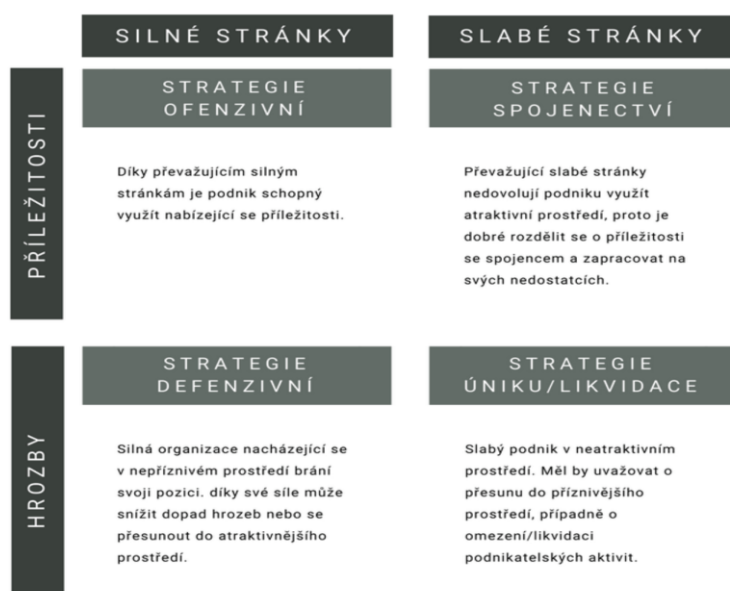 SILNÉ STRÁNKY
SLABÉ STRÁNKY
PŘÍLEŽITOSTI
STRATEGIE
OFENZIVNÍ
Díky převažujícím silným
stránkám je podnik schopný
využít nabízející se příležitosti.
STRATEGIE
SPOJENECTVÍ
Převažující slabé stránky
nedovolují podniku využít
atraktivní prostředí, proto je
dobré rozdělit se o příležitosti
se spojencem a zapracovat na
svých nedostatcích.
HROZBY
STRATEGIE
DEFENZIVNÍ
Silná organizace nacházející se
v nepříznivém prostředí brání
svoji pozici. díky své síle může
snížit dopad hrozeb nebo se
přesunout do atraktivnějšího
prostředí.
STRATEGIE
ÚNIKU/LIKVIDACE
Slabý podnik v neatraktivním
prostředí. Měl by uvažovat o
přesunu do příznivějšího
prostředí, případně o
omezení/likvidaci
podnikatelských aktivit.